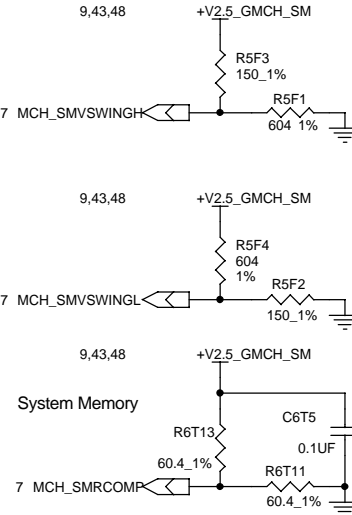 9,43,48 +V2.5_GMCH_SM
R5F3
150_1%
7 MCH_SMVSWINGH
R5F1
604 1%
9,43,48 +V2.5_GMCH_SM
R5F4
604
1%
R5F2
7 MCH_SMVSWINGL
150_1%
9,43,48 +V2.5_GMCH_SM
System Memory
C6T5
R6T13
0.1UF
60.4_1%
R6T11
7 MCH_SMRCOMP
60.4_1%